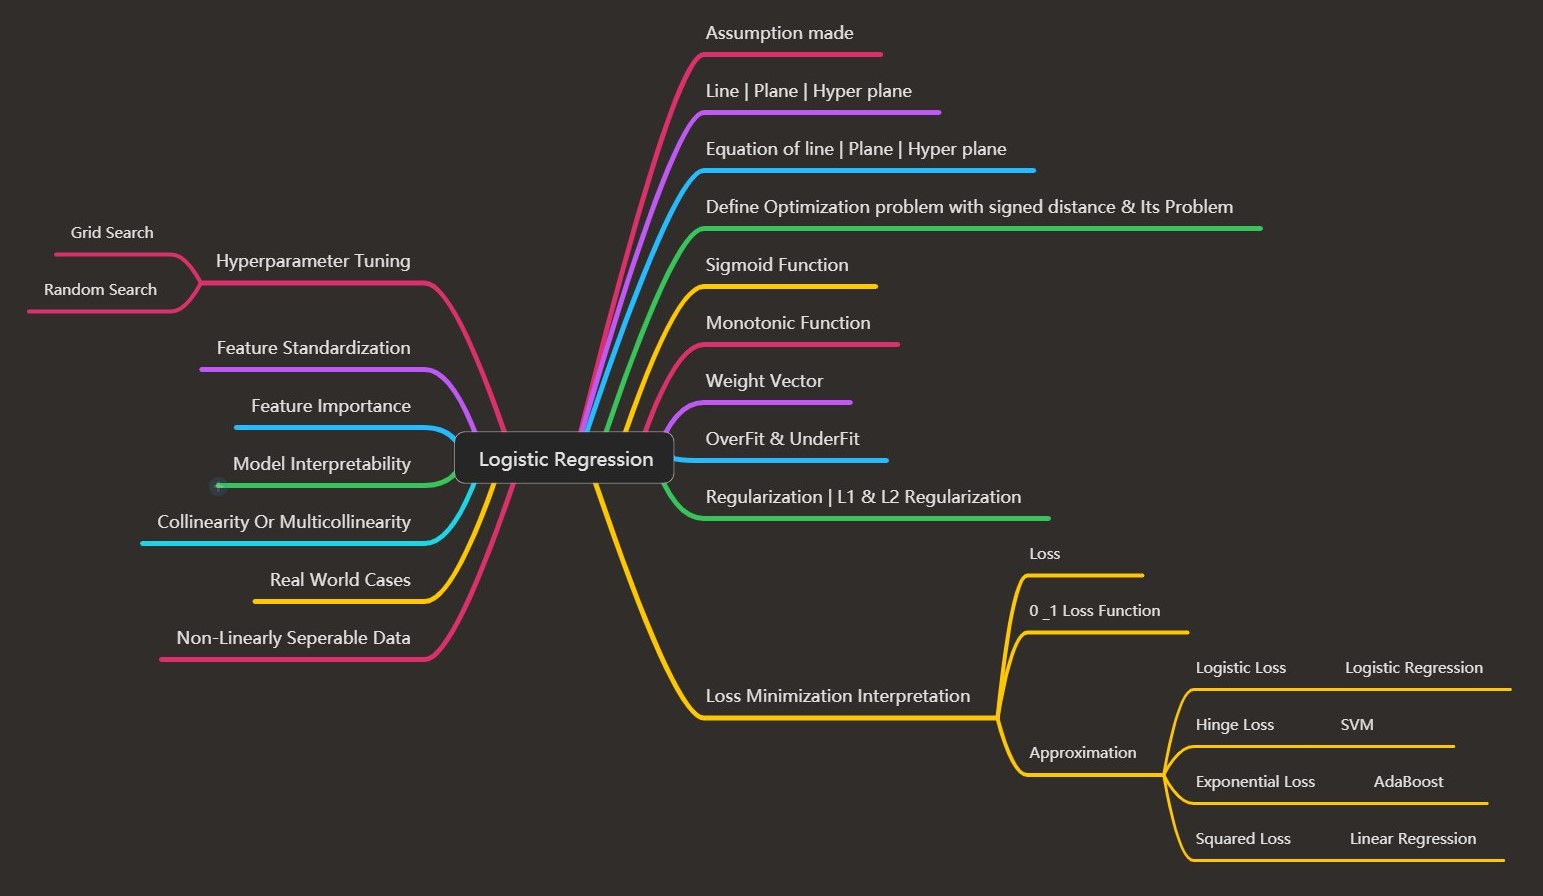 Logistic Regression
Assumption made
Line | Plane | Hyper plane
Equation of line | Plane | Hyper plane
Define Optimization problem with signed distance & Its Problem
Sigmoid Function
Monotonic Function
Weight Vector
OverFit & UnderFit
Regularization | L1 & L2 Regularization
Loss Minimization Interpretation
Loss
0 _1 Loss Function
Approximation
Logistic Loss Logistic Regression
Hinge Loss SVM
Exponential Loss AdaBoost
Squared Loss Linear Regression
Hyperparameter Tuning
Grid Search
Random Search
Feature Standardization
Feature Importance
Model Interpretability
Collinearity Or Multicollinearity
Real World Cases
Non-Linearly Seperable Data